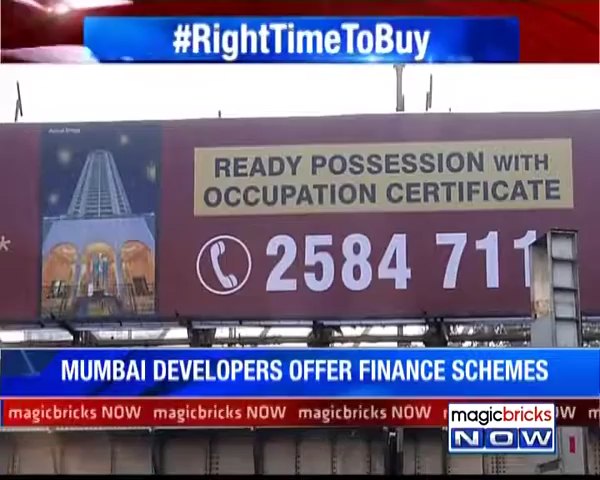 #RightTimeToBuy
READY POSSESSION WITH
OCCUPATION CERTIFICATE
*
2584 711
MUMBAI DEVELOPERS OFFER FINANCE SCHEMES
magicbricks NOW magicbricks NOW magicbricks NOW magicbricks
magicbricks
NOW